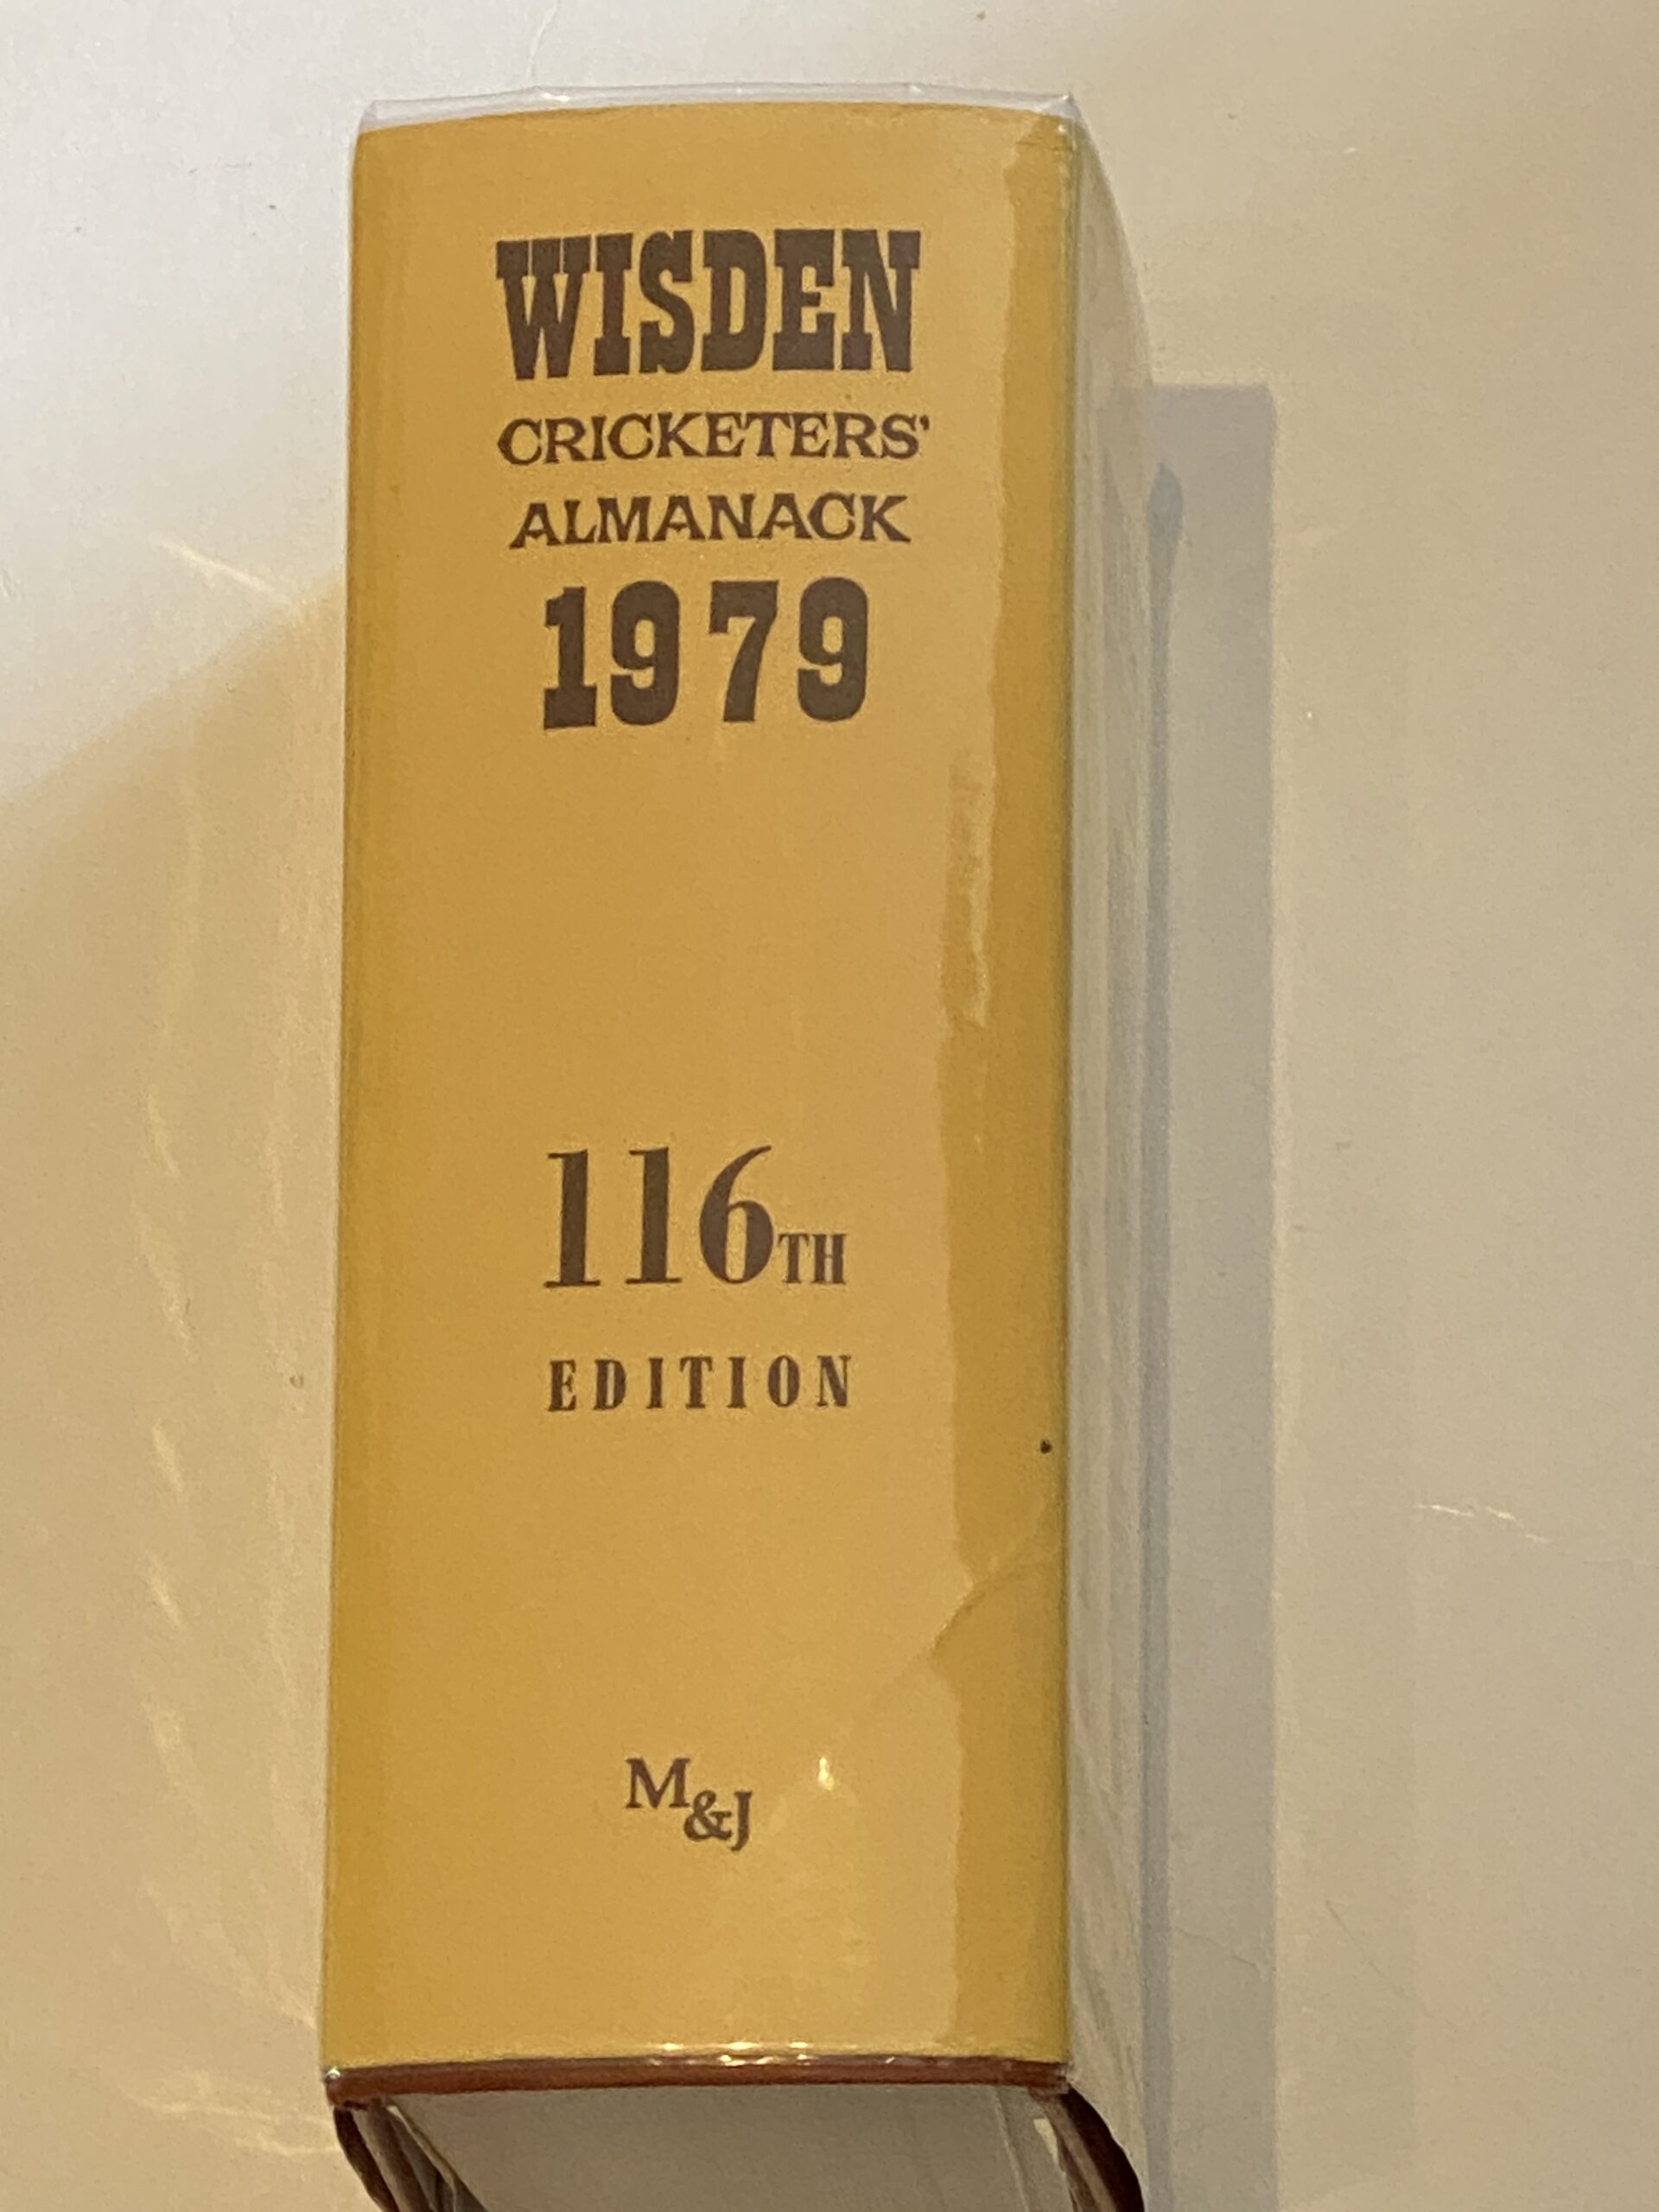 WISDEN
CRICKETERS'
ALMANACK
1979
116TH
EDITION
M&J